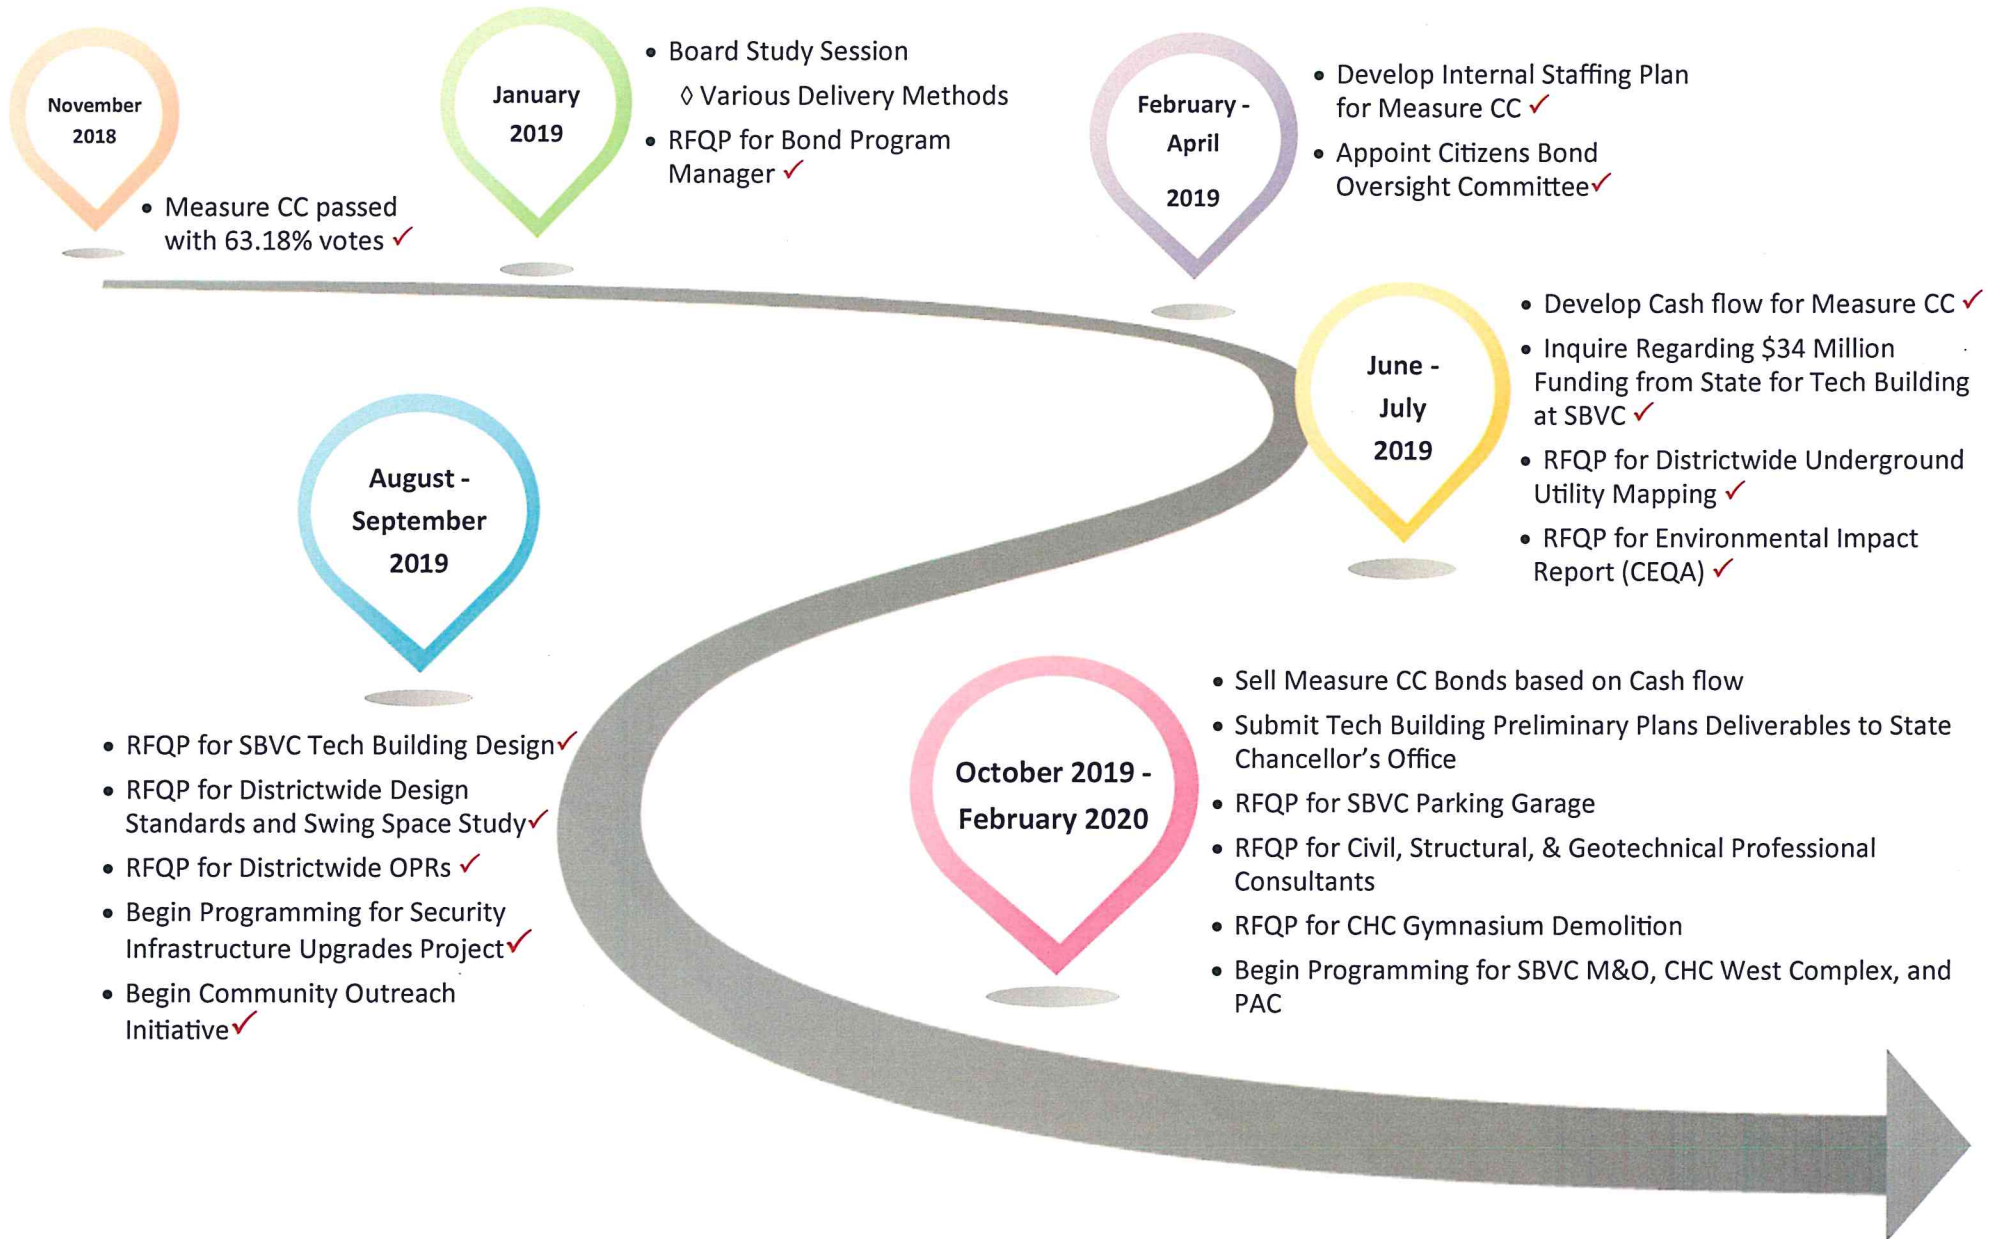 November
2018
• Measure CC passed
with 63.18% votes ✓
January
2019
• Board Study Session
◊ Various Delivery Methods
• RFQP for Bond Program
Manager ✓
February -
April
2019
• Develop Internal Staffing Plan
for Measure CC ✓
• Appoint Citizens Bond
Oversight Committee ✓
June -
July
2019
• Develop Cash flow for Measure CC ✓
• Inquire Regarding $34 Million
Funding from State for Tech Building
at SBVC ✓
• RFQP for Districtwide Underground
Utility Mapping ✓
• RFQP for Environmental Impact
Report (CEQA) ✓
August -
September
2019
• RFQP for SBVC Tech Building Design ✓
• RFQP for Districtwide Design
Standards and Swing Space Study ✓
• RFQP for Districtwide OPRs ✓
• Begin Programming for Security
Infrastructure Upgrades Project ✓
• Begin Community Outreach
Initiative ✓
October 2019 -
February 2020
• Sell Measure CC Bonds based on Cash flow
• Submit Tech Building Preliminary Plans Deliverables to State
Chancellor’s Office
• RFQP for SBVC Parking Garage
• RFQP for Civil, Structural, & Geotechnical Professional
Consultants
• RFQP for CHC Gymnasium Demolition
• Begin Programming for SBVC M&O, CHC West Complex, and
PAC